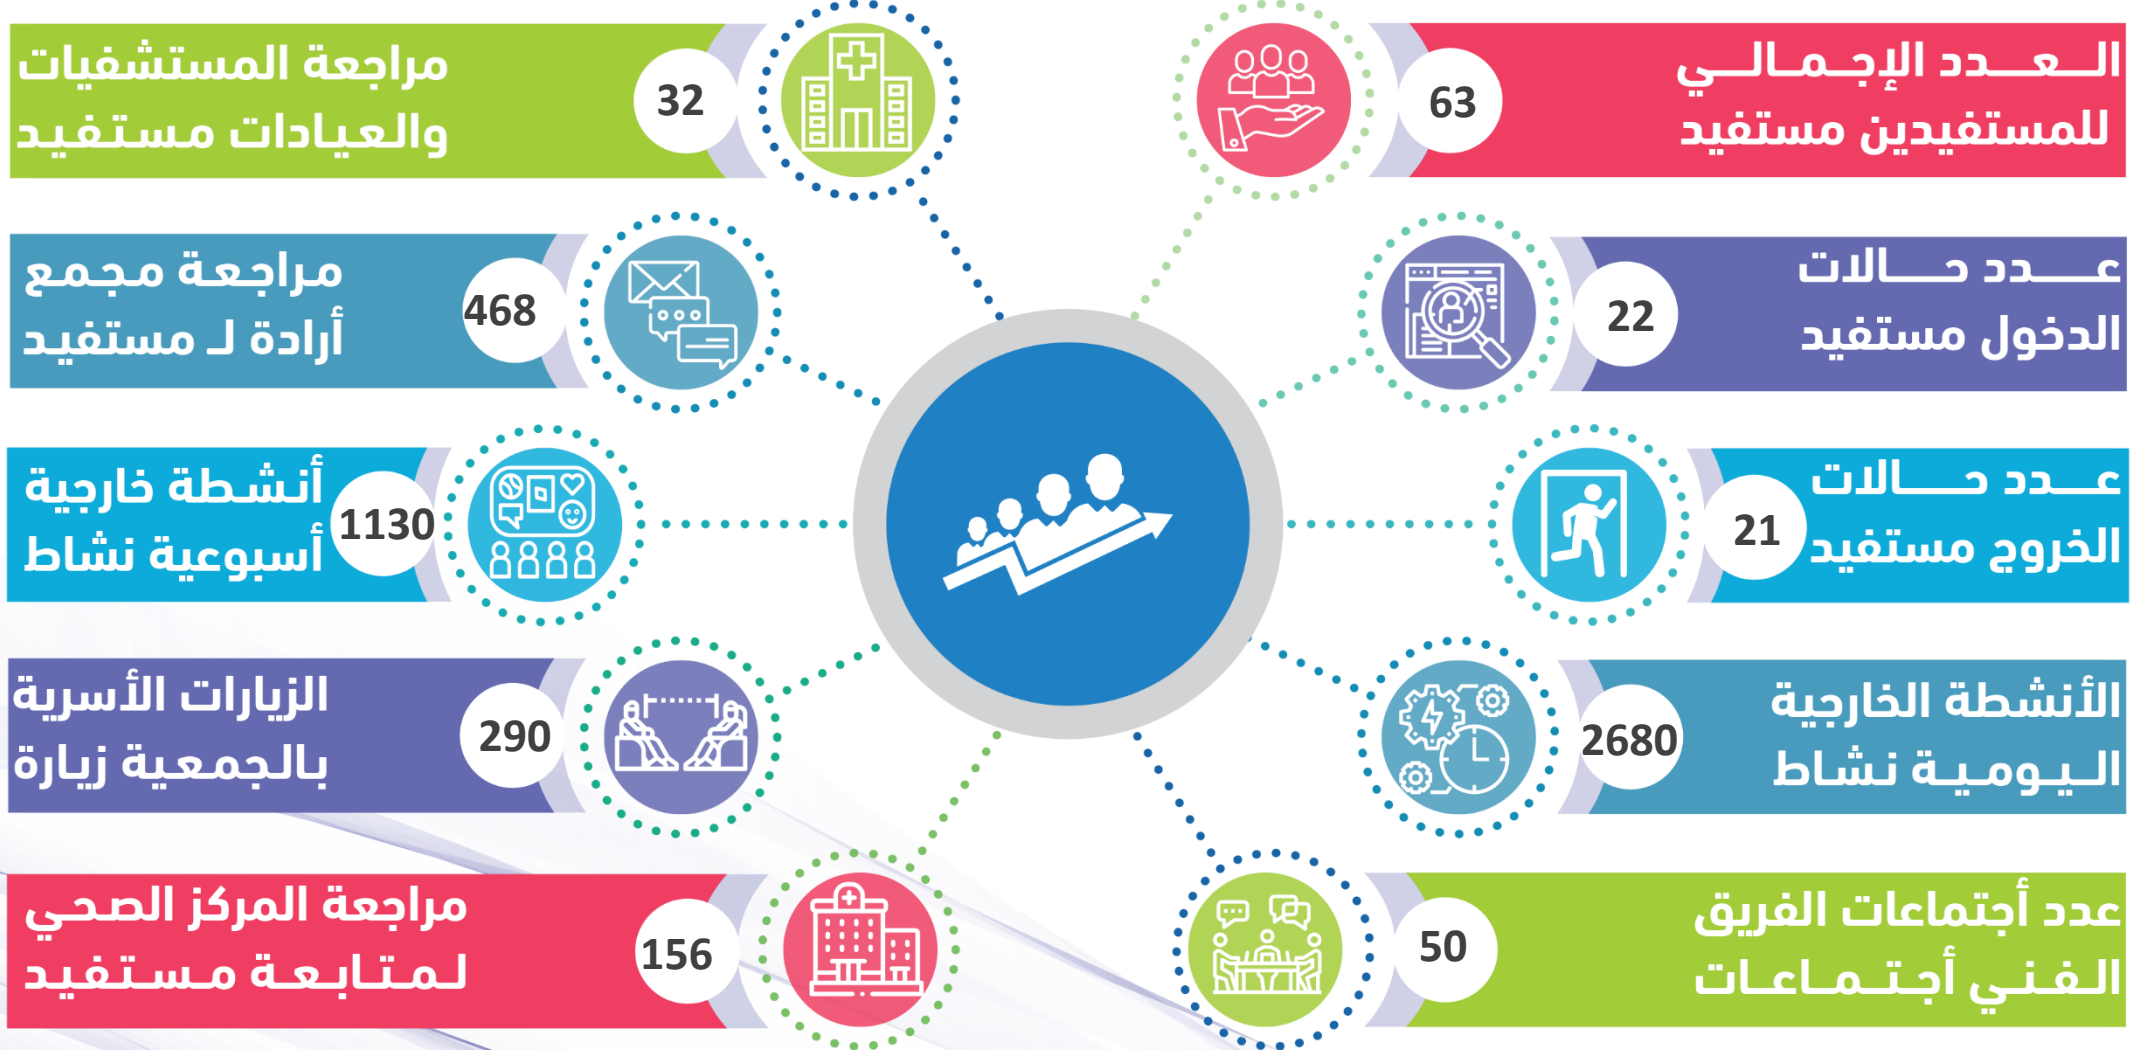 العدد الإجمالي
للمستفيدين مستفيد
63
عدد حالات
الدخول مستفيد
22
عدد حالات
الخروج مستفيد
21
الأنشطة الخارجية
اليومية نشاط
2680
عدد أجتماعات الفريق
الفني أجتماعات
50
مراجعة المستشفيات
والعيادات مستفيد
32
مراجعة مجمع
أرادة لـ مستفيد
468
أنشطة خارجية
أسبوعية نشاط
1130
الزيارات الأسرية
بالجمعية زيارة
290
مراجعة المركز الصحي
لمتابعة مستفيد
156